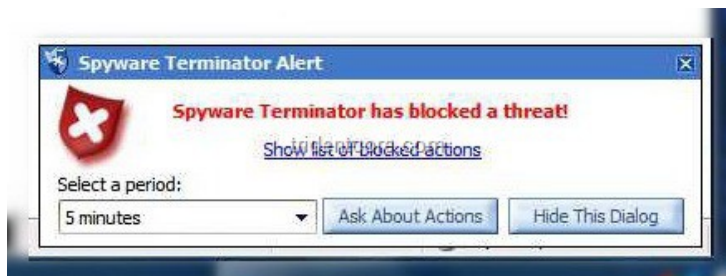 Spyware Terminator Alert
Spyware Terminator has blocked a threat!
Show list of blocked actions
Select a period:
5 minutes
Ask About Actions
Hide This Dialog